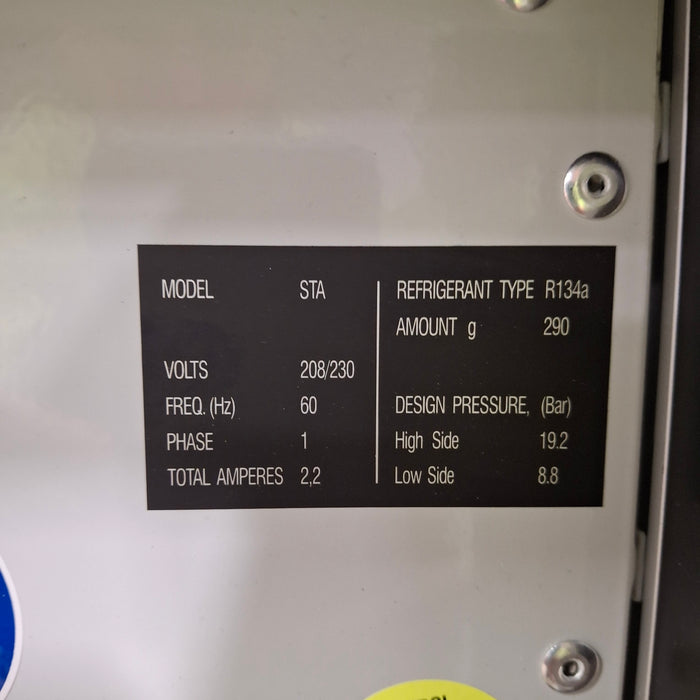 MODEL STA
VOLTS 208/230
FREQ. (Hz) 60
PHASE 1
TOTAL AMPERES 2,2
REFRIGERANT TYPE R134a
AMOUNT g 290
DESIGN PRESSURE, (Bar)
High Side 19.2
Low Side 8.8